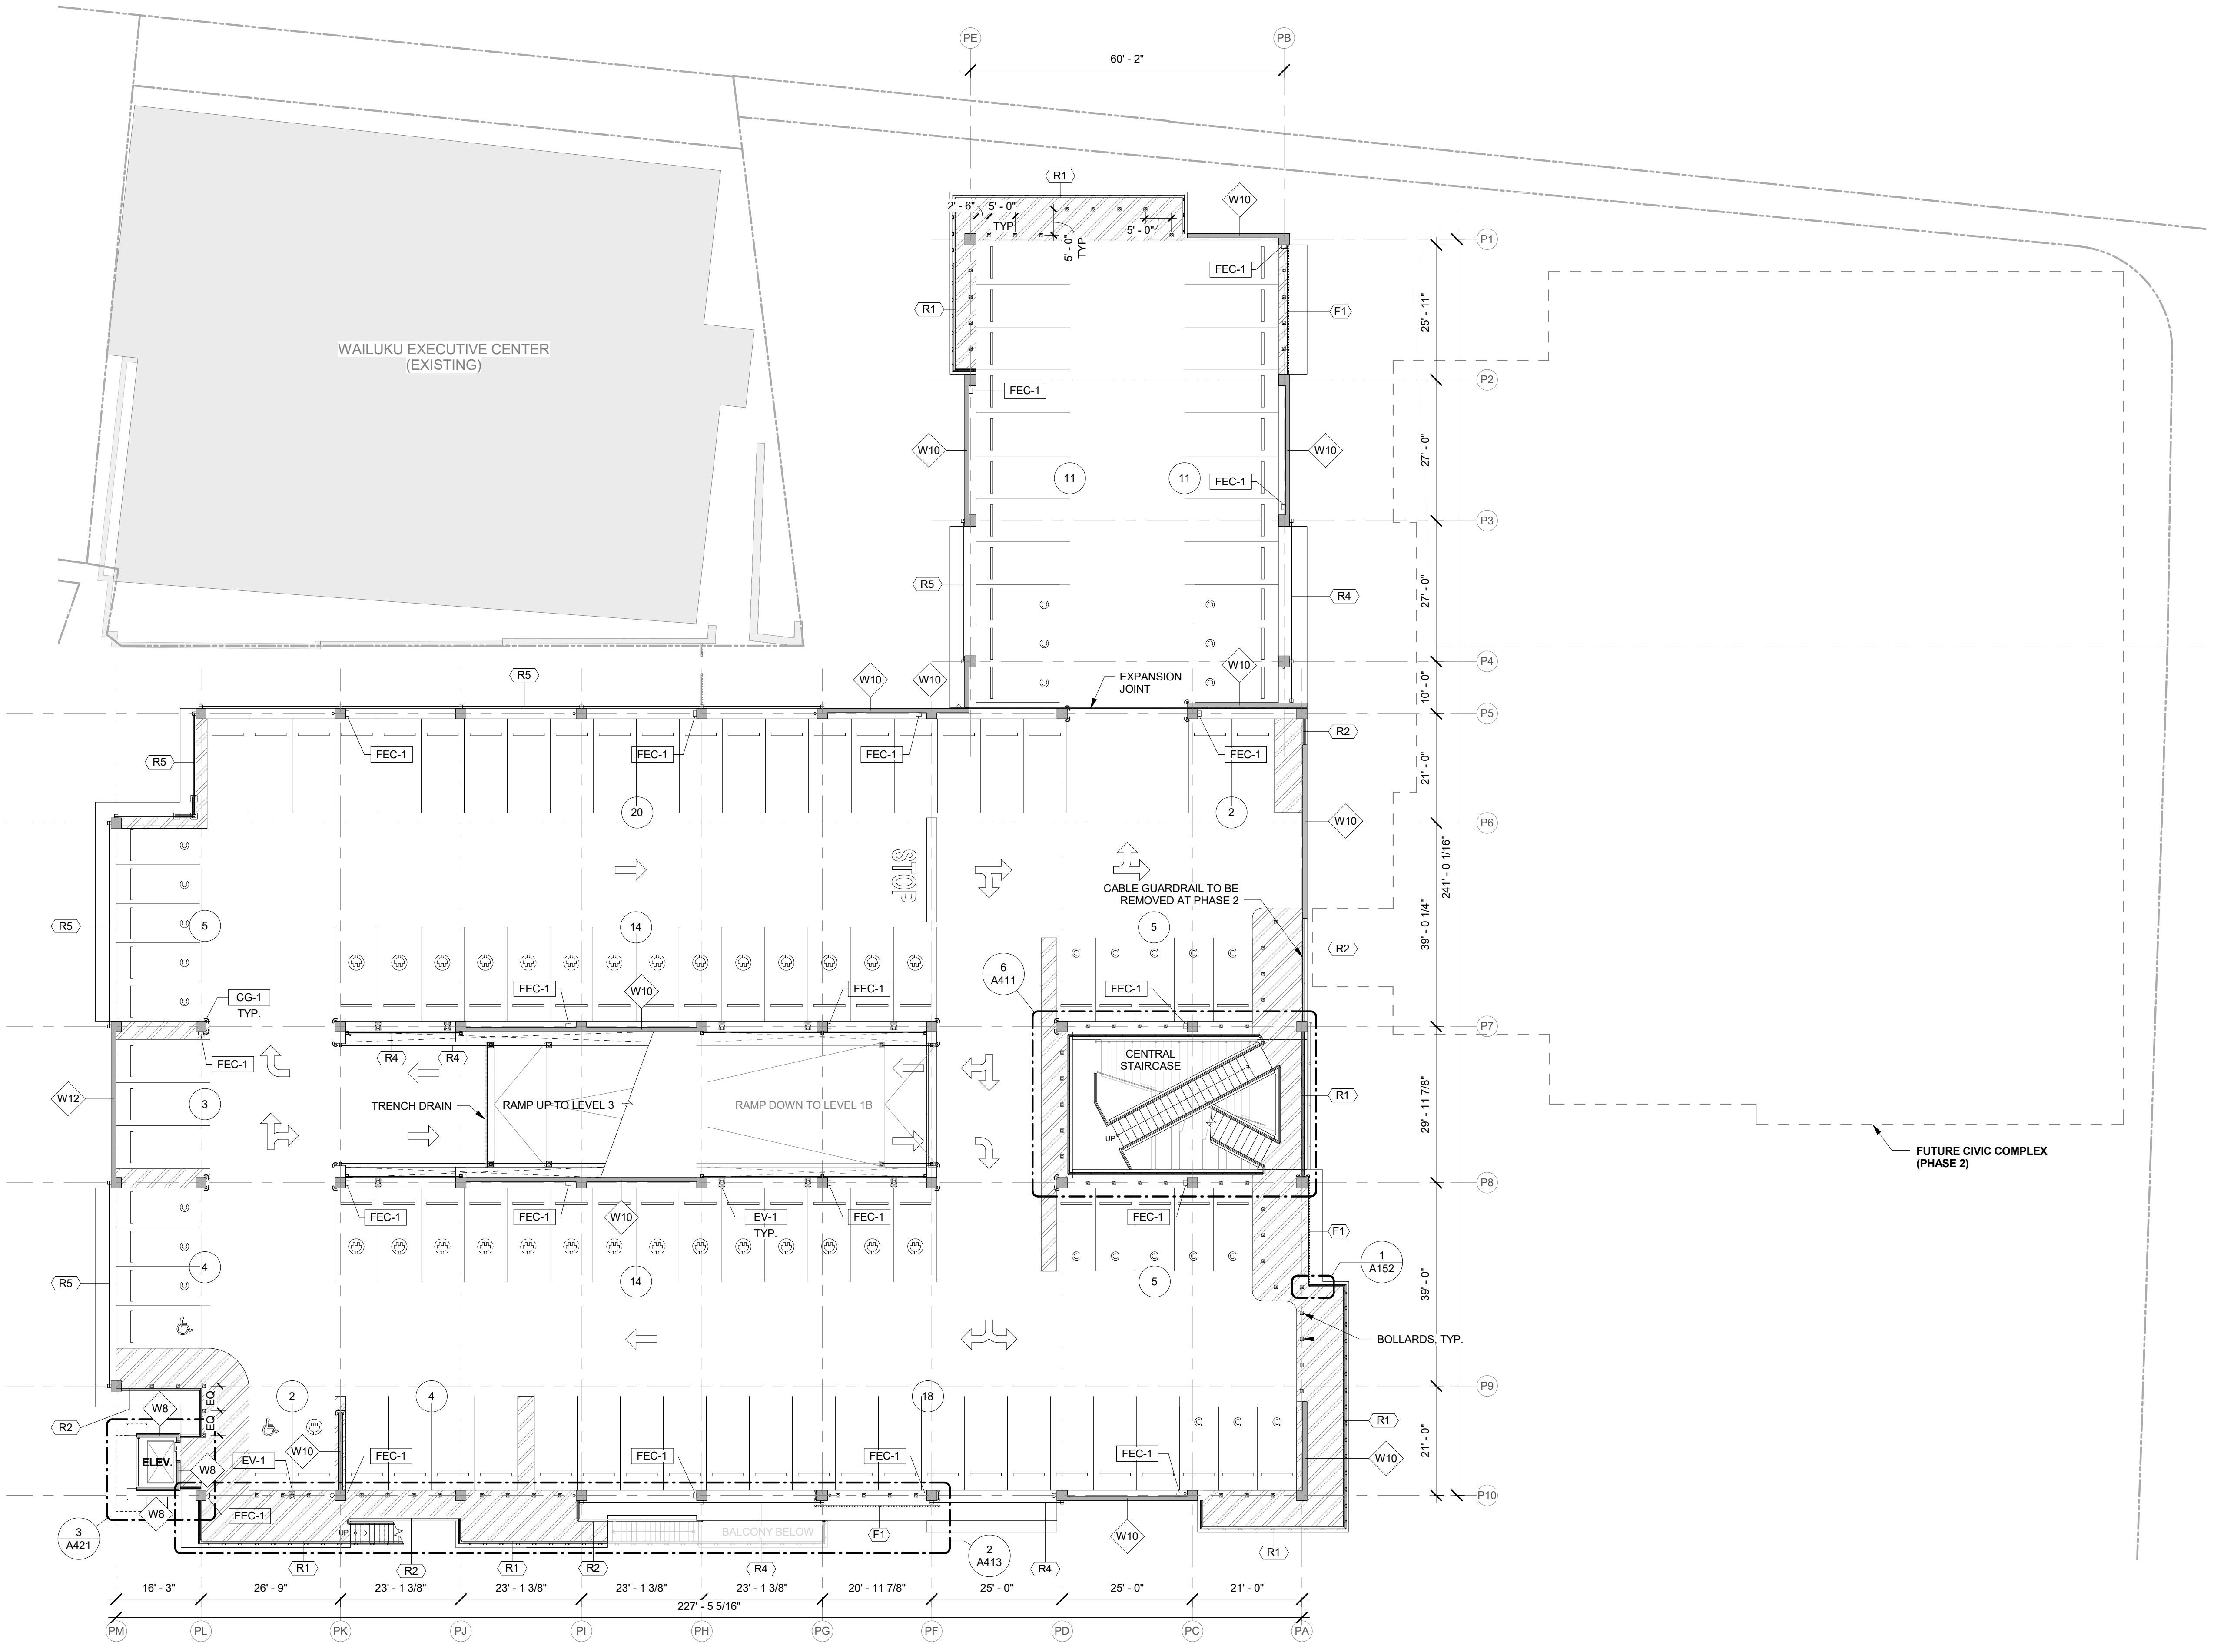 PE
PB
60' - 2"
R1
2' - 6"
5' - 0"
TYP
5' - 0"
TYP
5' - 0"
W10
P1
FEC-1
R1
F1
25' - 11"
WAILUKU EXECUTIVE CENTER
(EXISTING)
P2
FEC-1
W10
W10
27' - 0"
11
11
FEC-1
P3
R5
R4
27' - 0"
P4
R5
W10
W10
W10
EXPANSION
JOINT
10' - 0"
P5
R2
R5
FEC-1
FEC-1
FEC-1
FEC-1
21' - 0"
20
2
W10
P6
241' - 0 1/16"
STOP
CABLE GUARDRAIL TO BE
REMOVED AT PHASE 2
R5
5
14
5
R2
39' - 0 1/4"
6
A411
CG-1
TYP.
FEC-1
W10
FEC-1
FEC-1
P7
FEC-1
R4
R4
CENTRAL
STAIRCASE
W12
3
TRENCH DRAIN
RAMP UP TO LEVEL 3
RAMP DOWN TO LEVEL 1B
UP
R1
29' - 11 7/8"
FUTURE CIVIC COMPLEX
(PHASE 2)
P8
FEC-1
FEC-1
W10
EV-1
TYP.
FEC-1
FEC-1
F1
1
A152
R5
4
14
5
39' - 0"
BOLLARDS, TYP.
P9
EQ
EQ
2
4
18
W8
R2
R1
W10
FEC-1
FEC-1
FEC-1
FEC-1
W10
21' - 0"
ELEV.
W8
EV-1
P10
W8
FEC-1
3
A421
UP
BALCONY BELOW
F1
W10
2
A413
R1
R1
R2
R1
R2
R4
R4
16' - 3"
26' - 9"
23' - 1 3/8"
23' - 1 3/8"
23' - 1 3/8"
23' - 1 3/8"
20' - 11 7/8"
25' - 0"
25' - 0"
21' - 0"
227' - 5 5/16"
PM
PL
PK
PJ
PI
PH
PG
PF
PD
PC
PA